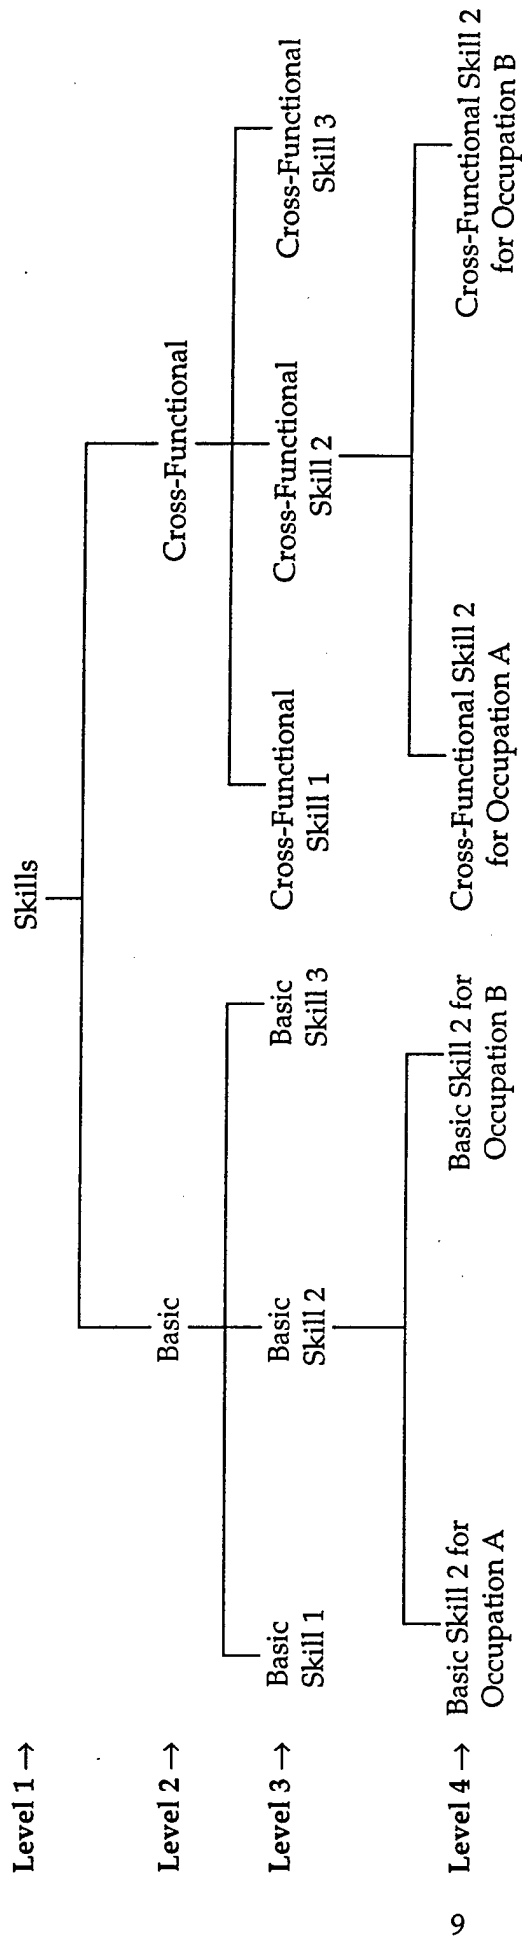 Level 1 →
Skills
Level 2 →
Basic
Cross-Functional
Level 3 →
Basic
Skill 1
Basic
Skill 2
Basic
Skill 3
Cross-Functional
Skill 1
Cross-Functional
Skill 2
Cross-Functional
Skill 3
Level 4 →
Basic Skill 2 for
Occupation A
Basic Skill 2 for
Occupation B
Cross-Functional Skill 2
for Occupation A
Cross-Functional Skill 2
for Occupation B
9